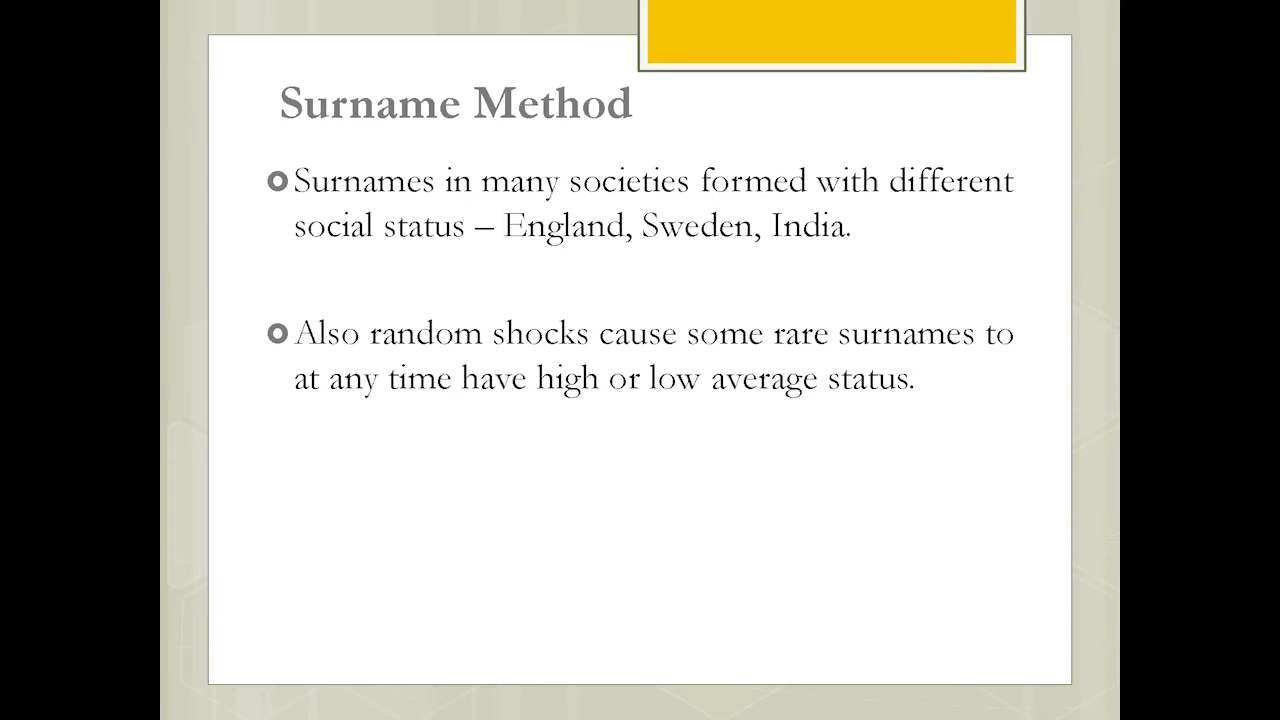 Surname Method
Surnames in many societies formed with different
social status – England, Sweden, India.
Also random shocks cause some rare surnames to
at any time have high or low average status.